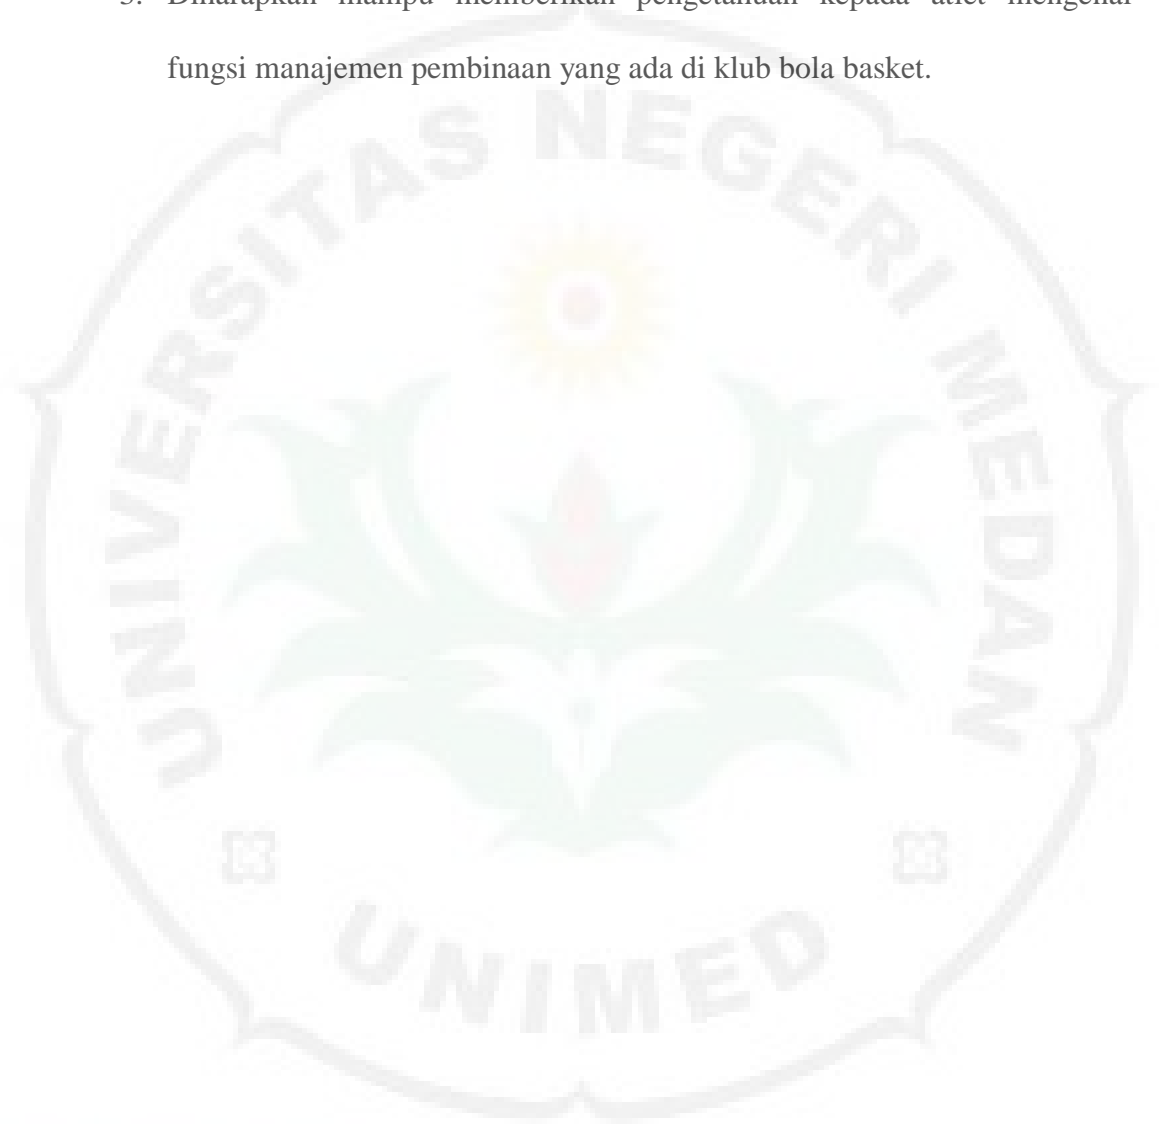 3. Diharapkan mampu memberikan pengetahuan kepada atlet mengenai
fungsi manajemen pembinaan yang ada di klub bola basket.
UNIVERSITAS NEGERI MEDAN
UNIMED